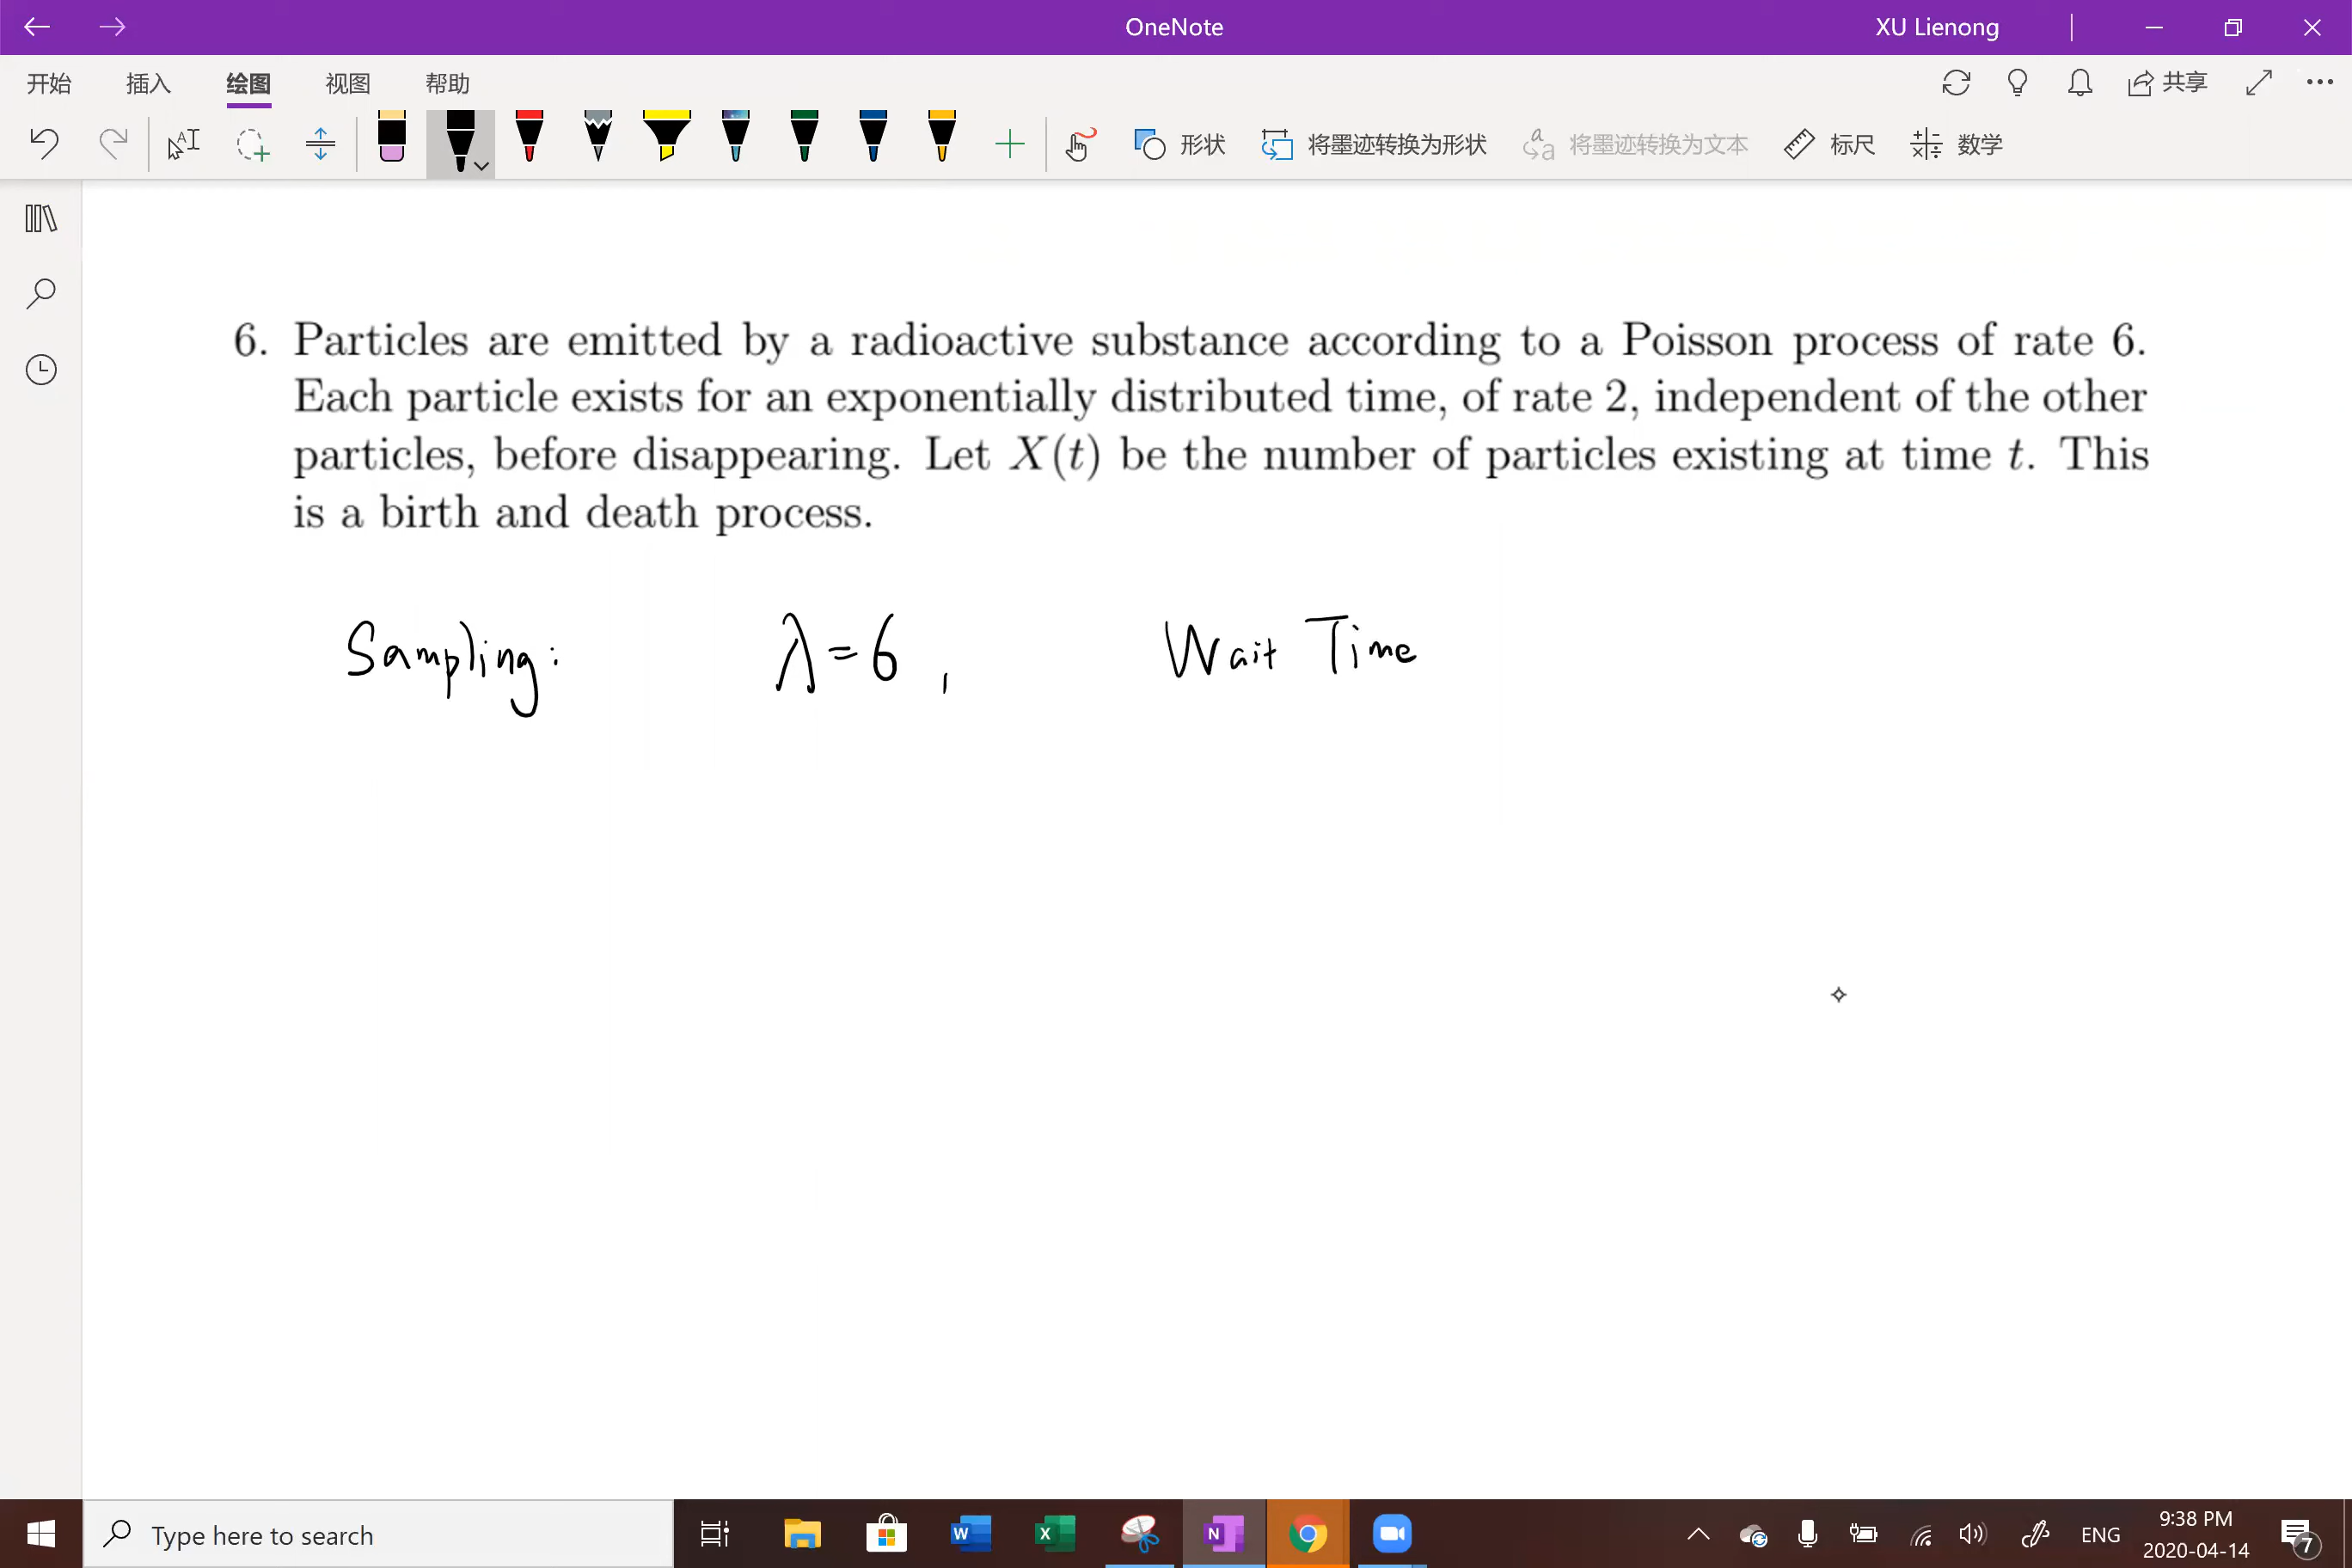 OneNote
XU Lienong
开始 插入 绘图 视图 帮助
共享
形状 将墨迹转换为形状 将墨迹转换为文本 标尺 数学
6. Particles are emitted by a radioactive substance according to a Poisson process of rate 6.
Each particle exists for an exponentially distributed time, of rate 2, independent of the other
particles, before disappearing. Let X(t) be the number of particles existing at time t. This
is a birth and death process.
Sampling: λ=6, Wait Time
Type here to search
ENG
9:38 PM
2020-04-14
7